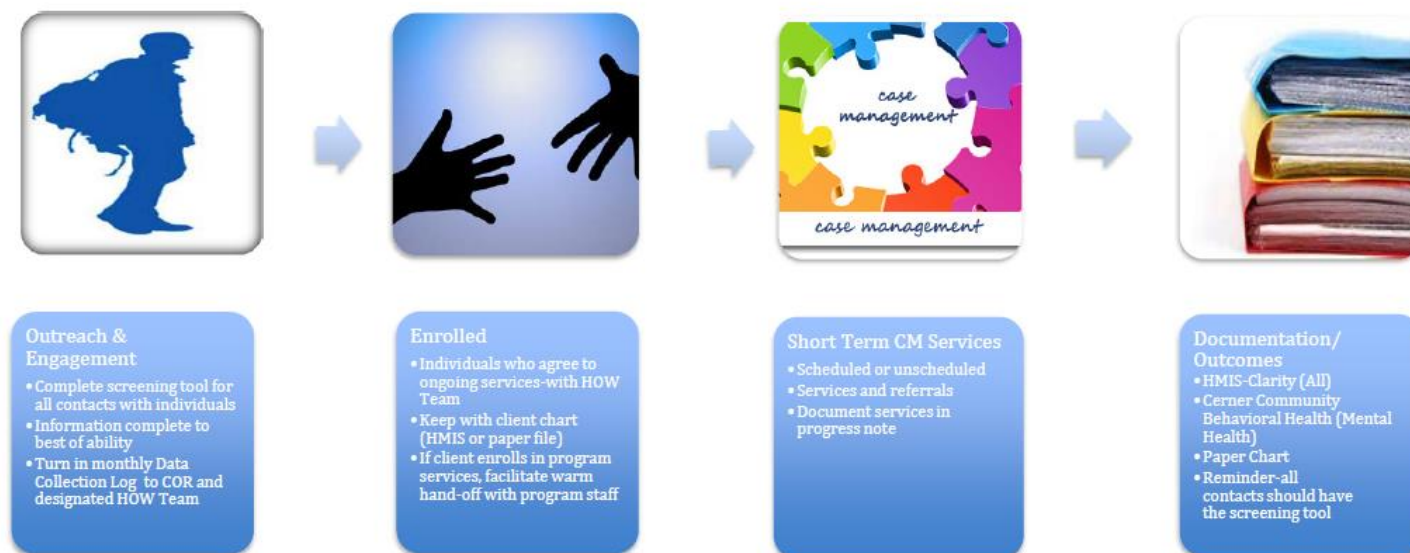 case
management
case management
Outreach &
Engagement
• Complete screening tool for
all contacts with individuals
• Information complete to
best of ability
• Turn in monthly Data
Collection Log to COR and
designated HOW Team
Enrolled
• Individuals who agree to
ongoing services-with HOW
Team
• Keep with client chart
(HMIS or paper file)
• If client enrolls in program
services, facilitate warm
hand-off with program staff
Short Term CM Services
• Scheduled or unscheduled
• Services and referrals
• Document services in
progress note
Documentation/
Outcomes
• HMIS-Clarity (All)
• Cerner Community
Behavioral Health (Mental
Health)
• Paper Chart
• Reminder-all
contacts should have
the screening tool